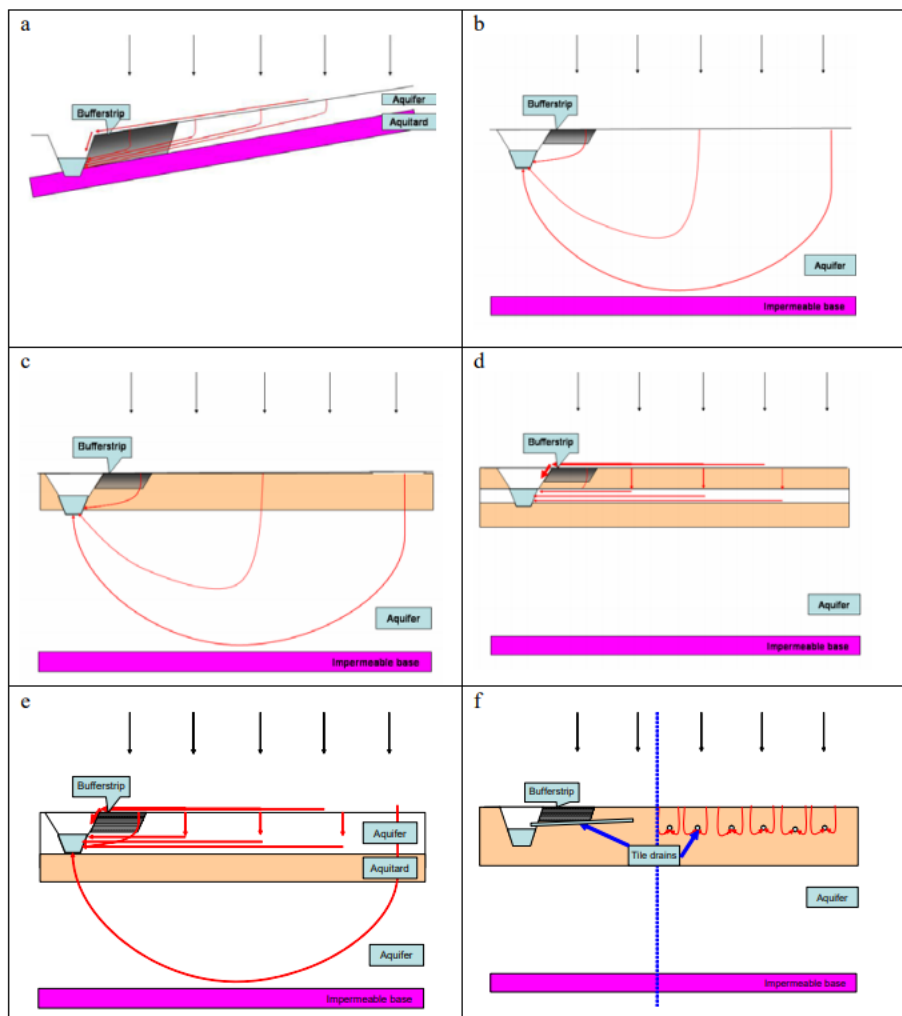 a
Bufferstrip
Aquifer
Aquitard
b
Bufferstrip
Aquifer
Impermeable base
c
Bufferstrip
Aquifer
Impermeable base
d
Bufferstrip
Aquifer
Impermeable base
e
Bufferstrip
Aquifer
Aquitard
Aquifer
Impermeable base
f
Bufferstrip
Tile drains
Aquifer
Impermeable base